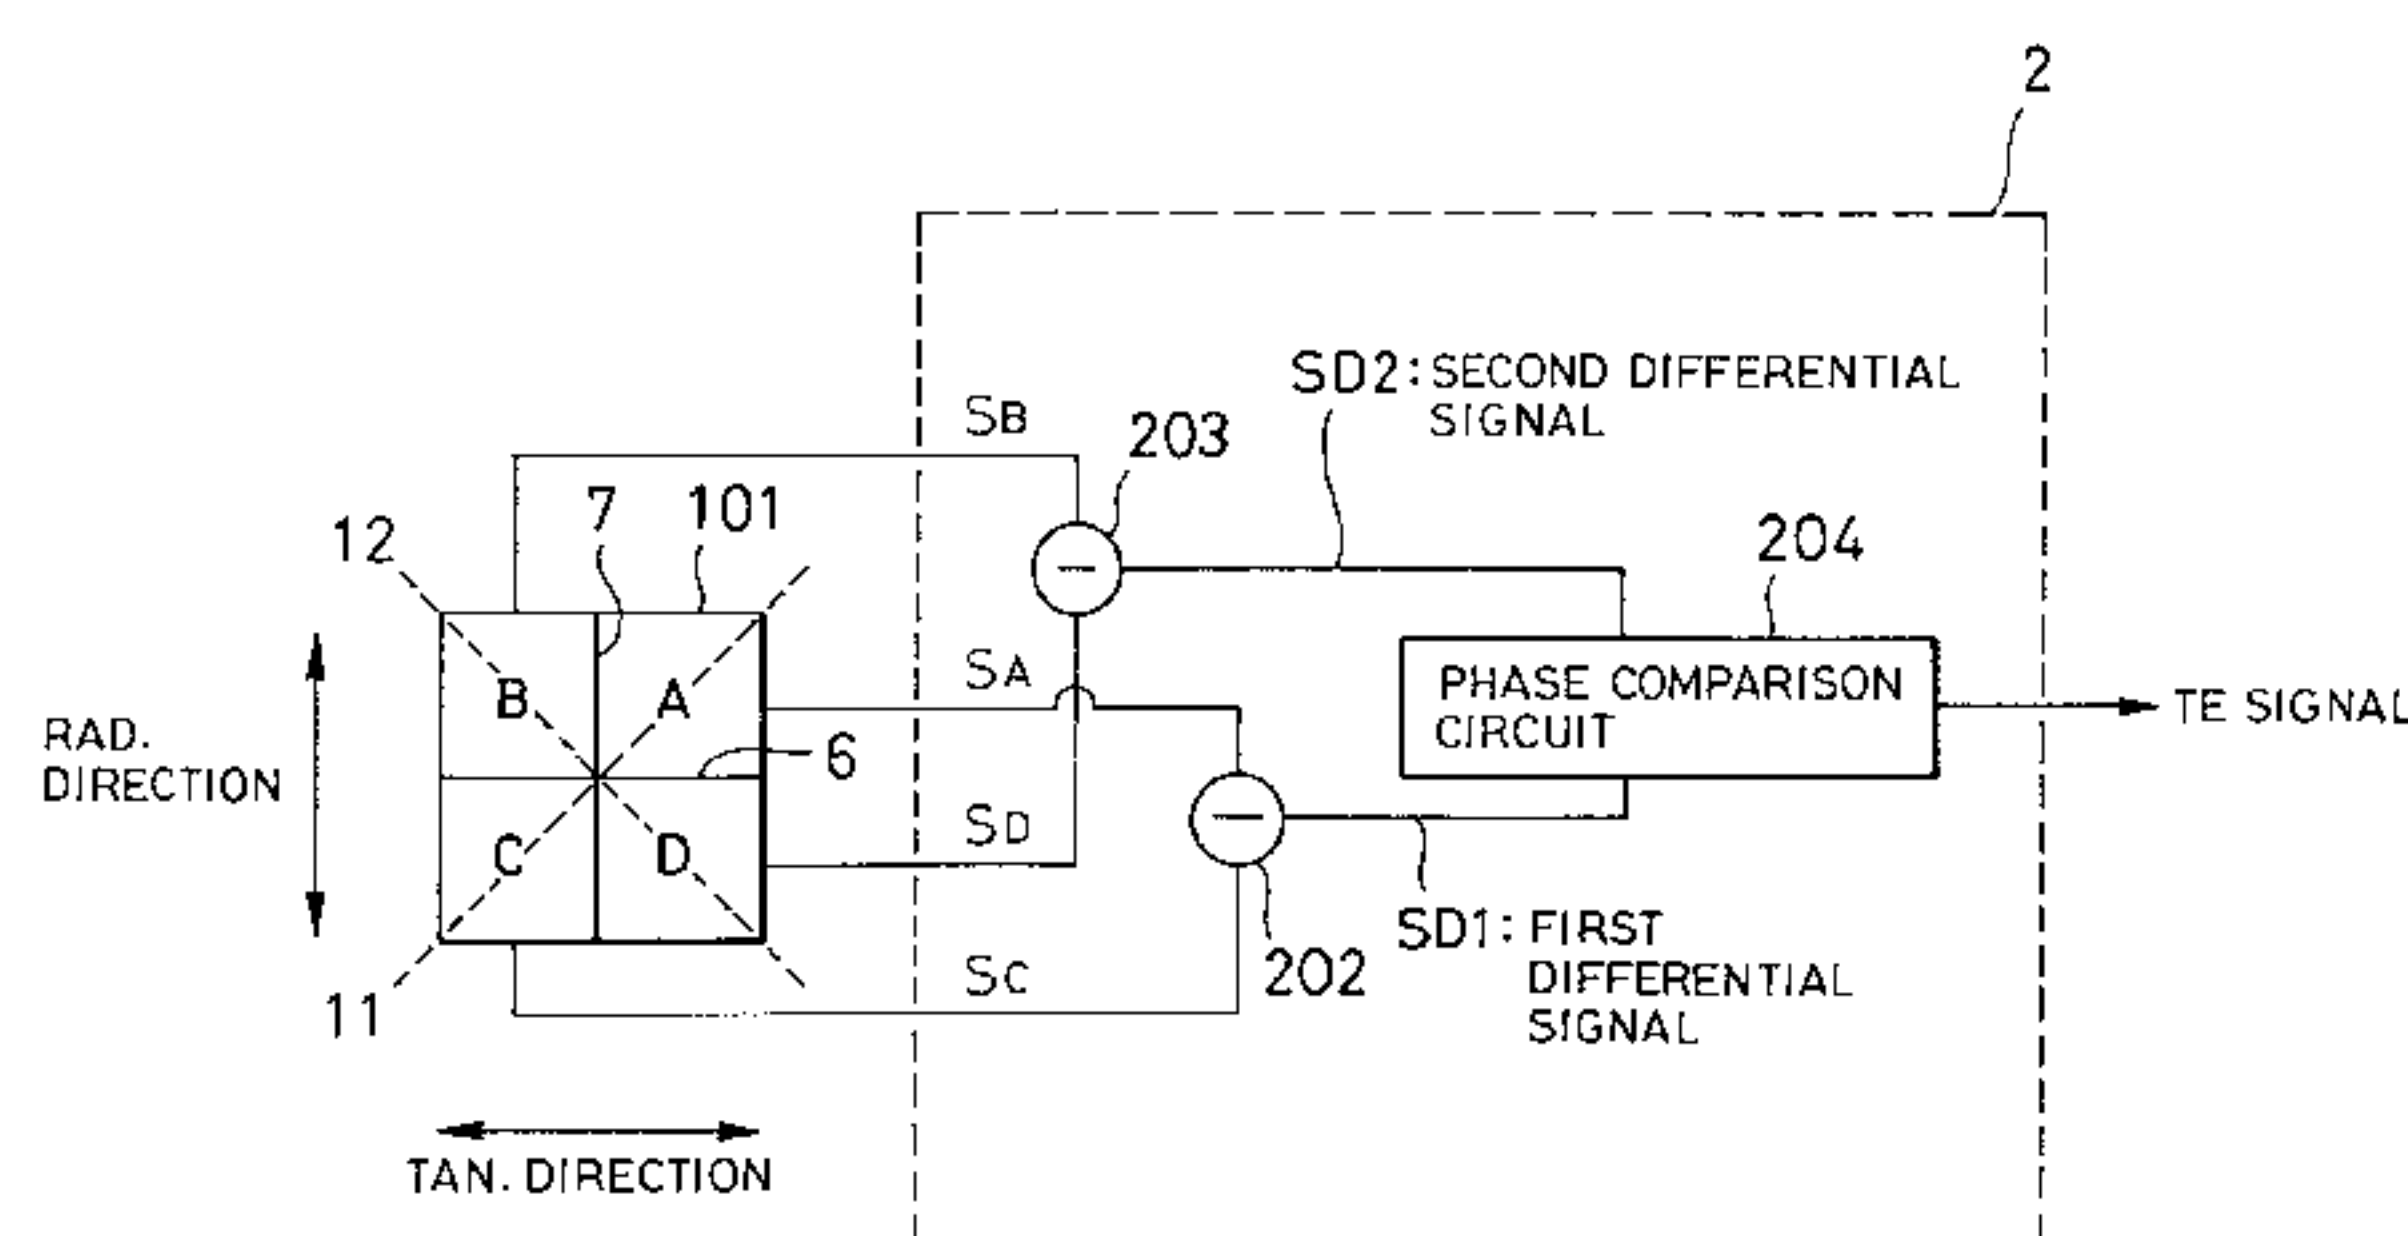 2
SD2: SECOND DIFFERENTIAL
SIGNAL
SB
203
7
101
12
204
SA
B
A
PHASE COMPARISON
CIRCUIT
TE SIGNAL
RAD.
DIRECTION
6
SD
C
D
SD1: FIRST
DIFFERENTIAL
SIGNAL
SC
202
11
TAN. DIRECTION